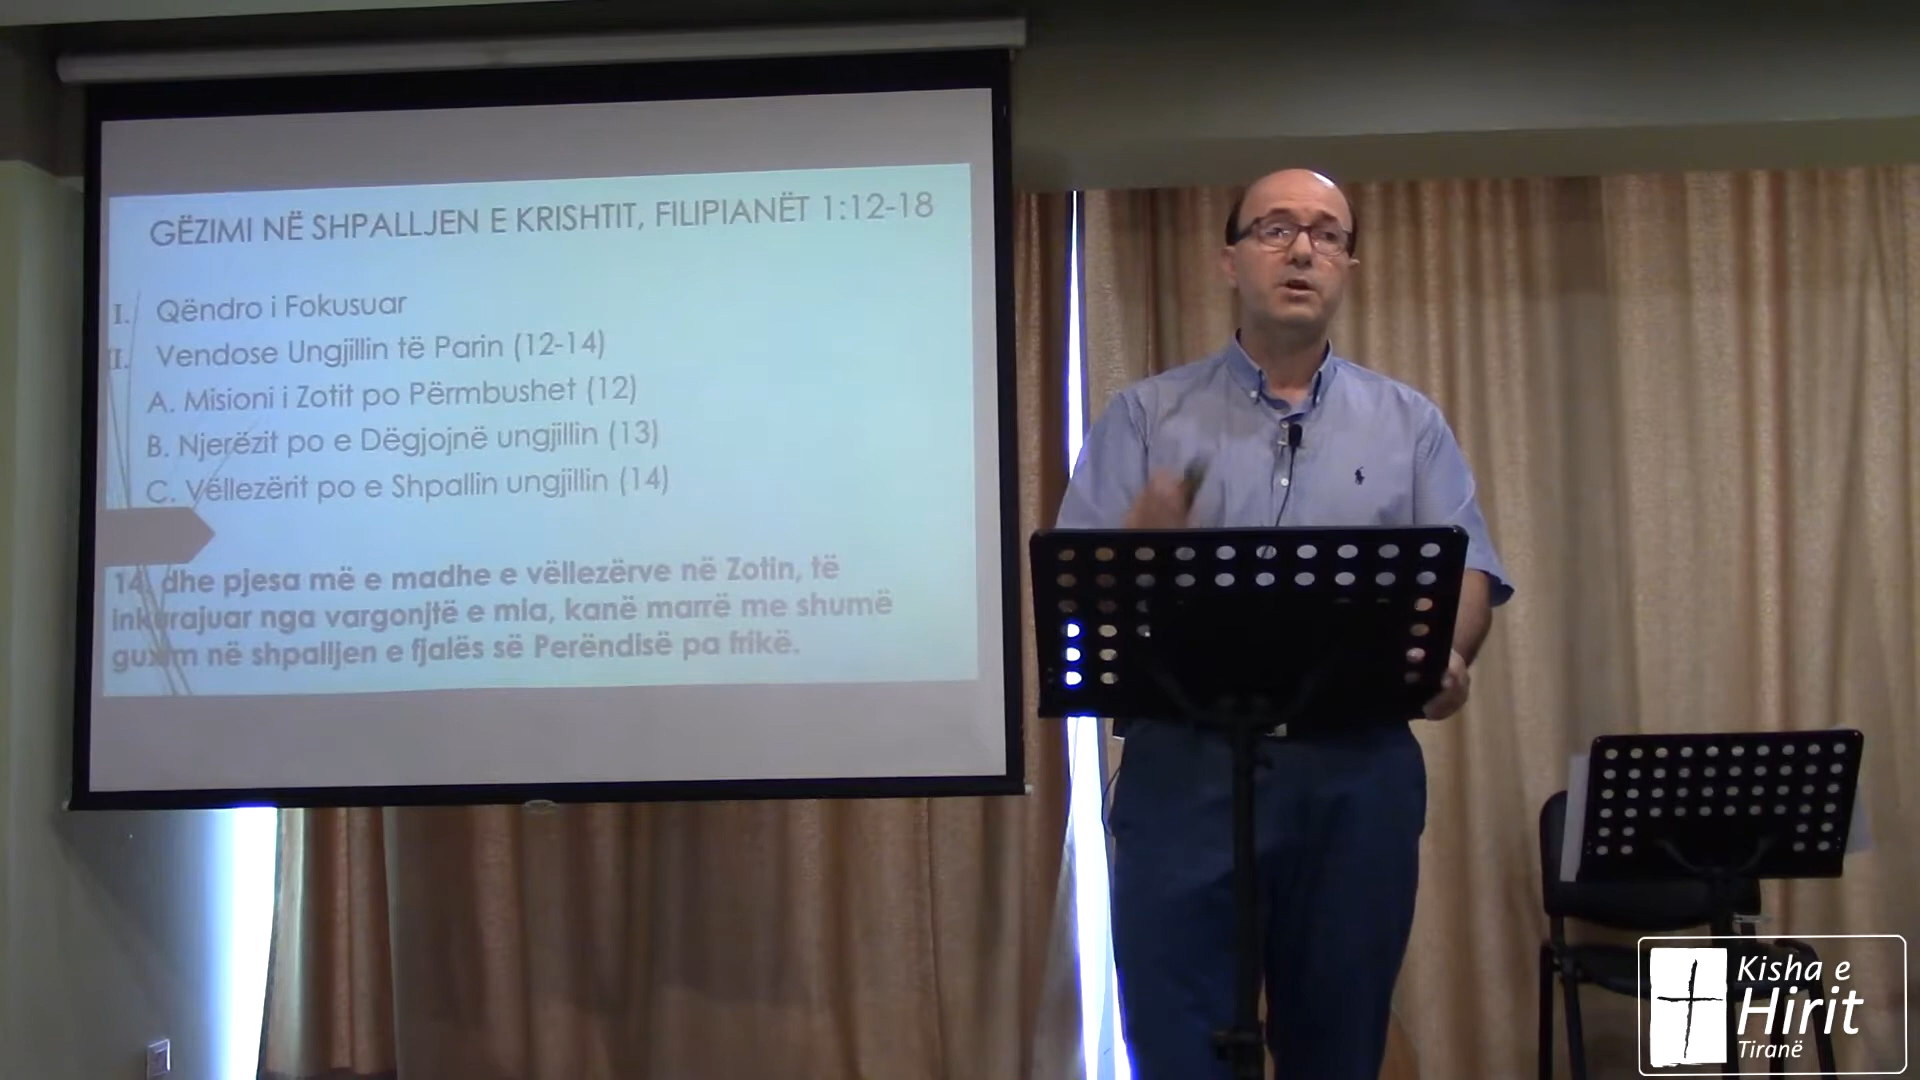 GËZIMI NË SHPALLJEN E KRISHTIT, FILIPIANËT 1:12-18
I. Qëndro i Fokusuar
II. Vendose Ungjillin të Parin (12-14)
A. Misioni i Zotit po Përmbushet (12)
B. Njerëzit po e Dëgjojnë ungjillin (13)
C. Vëllezërit po e Shpallin ungjillin (14)
14. dhe pjesa më e madhe e vëllezërve në Zotin, të
inkurajuar nga vargonjtë e mia, kanë marrë me shumë
guxim në shpalljen e fjalës së Perëndisë pa frikë.
Kisha e
Hirit
Tiranë